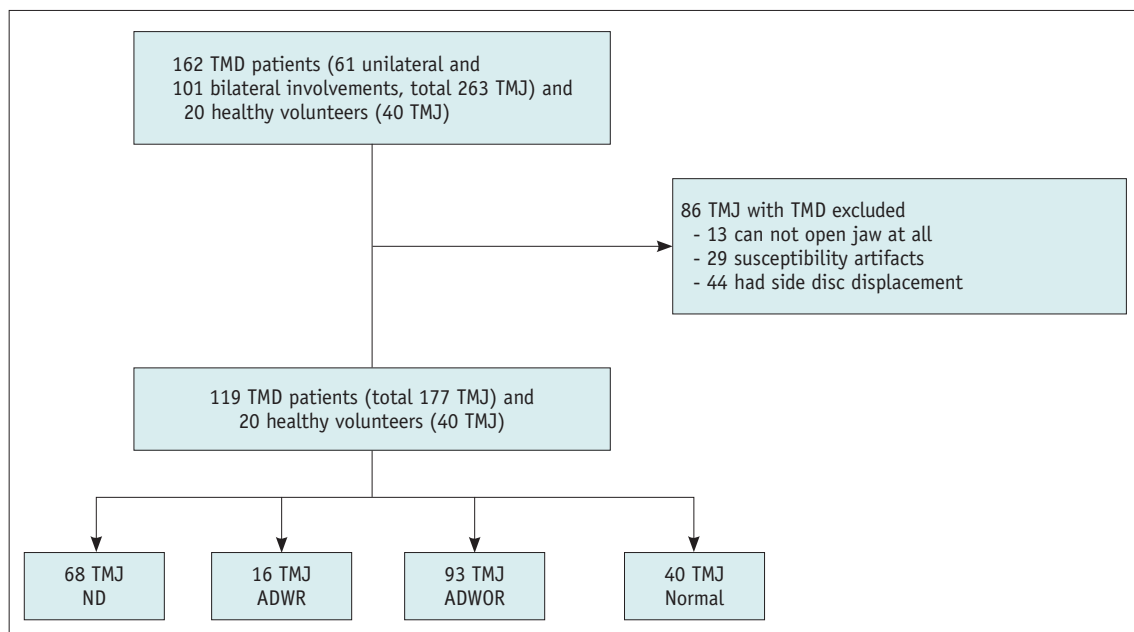 162 TMD patients (61 unilateral and
101 bilateral involvements, total 263 TMJ) and
20 healthy volunteers (40 TMJ)
86 TMJ with TMD excluded
- 13 can not open jaw at all
- 29 susceptibility artifacts
- 44 had side disc displacement
119 TMD patients (total 177 TMJ) and
20 healthy volunteers (40 TMJ)
68 TMJ
ND
16 TMJ
ADWR
93 TMJ
ADWOR
40 TMJ
Normal